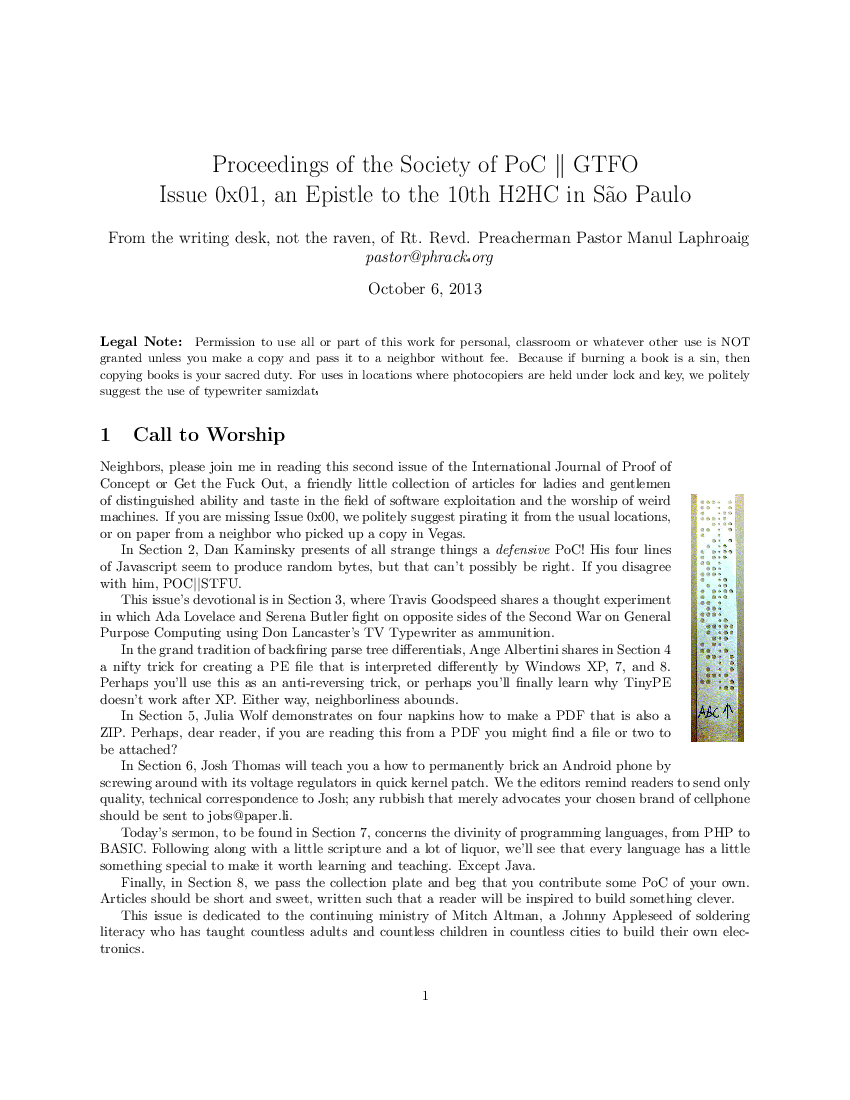 Proceedings of the Society of PoC ‖ GTFO
Issue 0x01, an Epistle to the 10th H2HC in São Paulo
From the writing desk, not the raven, of Rt. Revd. Preacherman Pastor Manul Laphroaig
pastor@phrack.org
October 6, 2013
Legal Note: Permission to use all or part of this work for personal, classroom or whatever other use is NOT
granted unless you make a copy and pass it to a neighbor without fee. Because if burning a book is a sin, then
copying books is your sacred duty. For uses in locations where photocopiers are held under lock and key, we politely
suggest the use of typewriter samizdat.
1 Call to Worship
Neighbors, please join me in reading this second issue of the International Journal of Proof of
Concept or Get the Fuck Out, a friendly little collection of articles for ladies and gentlemen
of distinguished ability and taste in the field of software exploitation and the worship of weird
machines. If you are missing Issue 0x00, we politely suggest pirating it from the usual locations,
or on paper from a neighbor who picked up a copy in Vegas.
In Section 2, Dan Kaminsky presents of all strange things a defensive PoC! His four lines
of Javascript seem to produce random bytes, but that can't possibly be right. If you disagree
with him, POC||STFU.
This issue's devotional is in Section 3, where Travis Goodspeed shares a thought experiment
in which Ada Lovelace and Serena Butler fight on opposite sides of the Second War on General
Purpose Computing using Don Lancaster's TV Typewriter as ammunition.
In the grand tradition of backfiring parse tree differentials, Ange Albertini shares in Section 4
a nifty trick for creating a PE file that is interpreted differently by Windows XP, 7, and 8.
Perhaps you'll use this as an anti-reversing trick, or perhaps you'll finally learn why TinyPE
doesn't work after XP. Either way, neighborliness abounds.
In Section 5, Julia Wolf demonstrates on four napkins how to make a PDF that is also a
ZIP. Perhaps, dear reader, if you are reading this from a PDF you might find a file or two to
be attached?
In Section 6, Josh Thomas will teach you a how to permanently brick an Android phone by
screwing around with its voltage regulators in quick kernel patch. We the editors remind readers to send only
quality, technical correspondence to Josh; any rubbish that merely advocates your chosen brand of cellphone
should be sent to jobs@paper.li.
Today's sermon, to be found in Section 7, concerns the divinity of programming languages, from PHP to
BASIC. Following along with a little scripture and a lot of liquor, we'll see that every language has a little
something special to make it worth learning and teaching. Except Java.
Finally, in Section 8, we pass the collection plate and beg that you contribute some PoC of your own.
Articles should be short and sweet, written such that a reader will be inspired to build something clever.
This issue is dedicated to the continuing ministry of Mitch Altman, a Johnny Appleseed of soldering
literacy who has taught countless adults and countless children in countless cities to build their own elec-
tronics.
ABC ↑
1